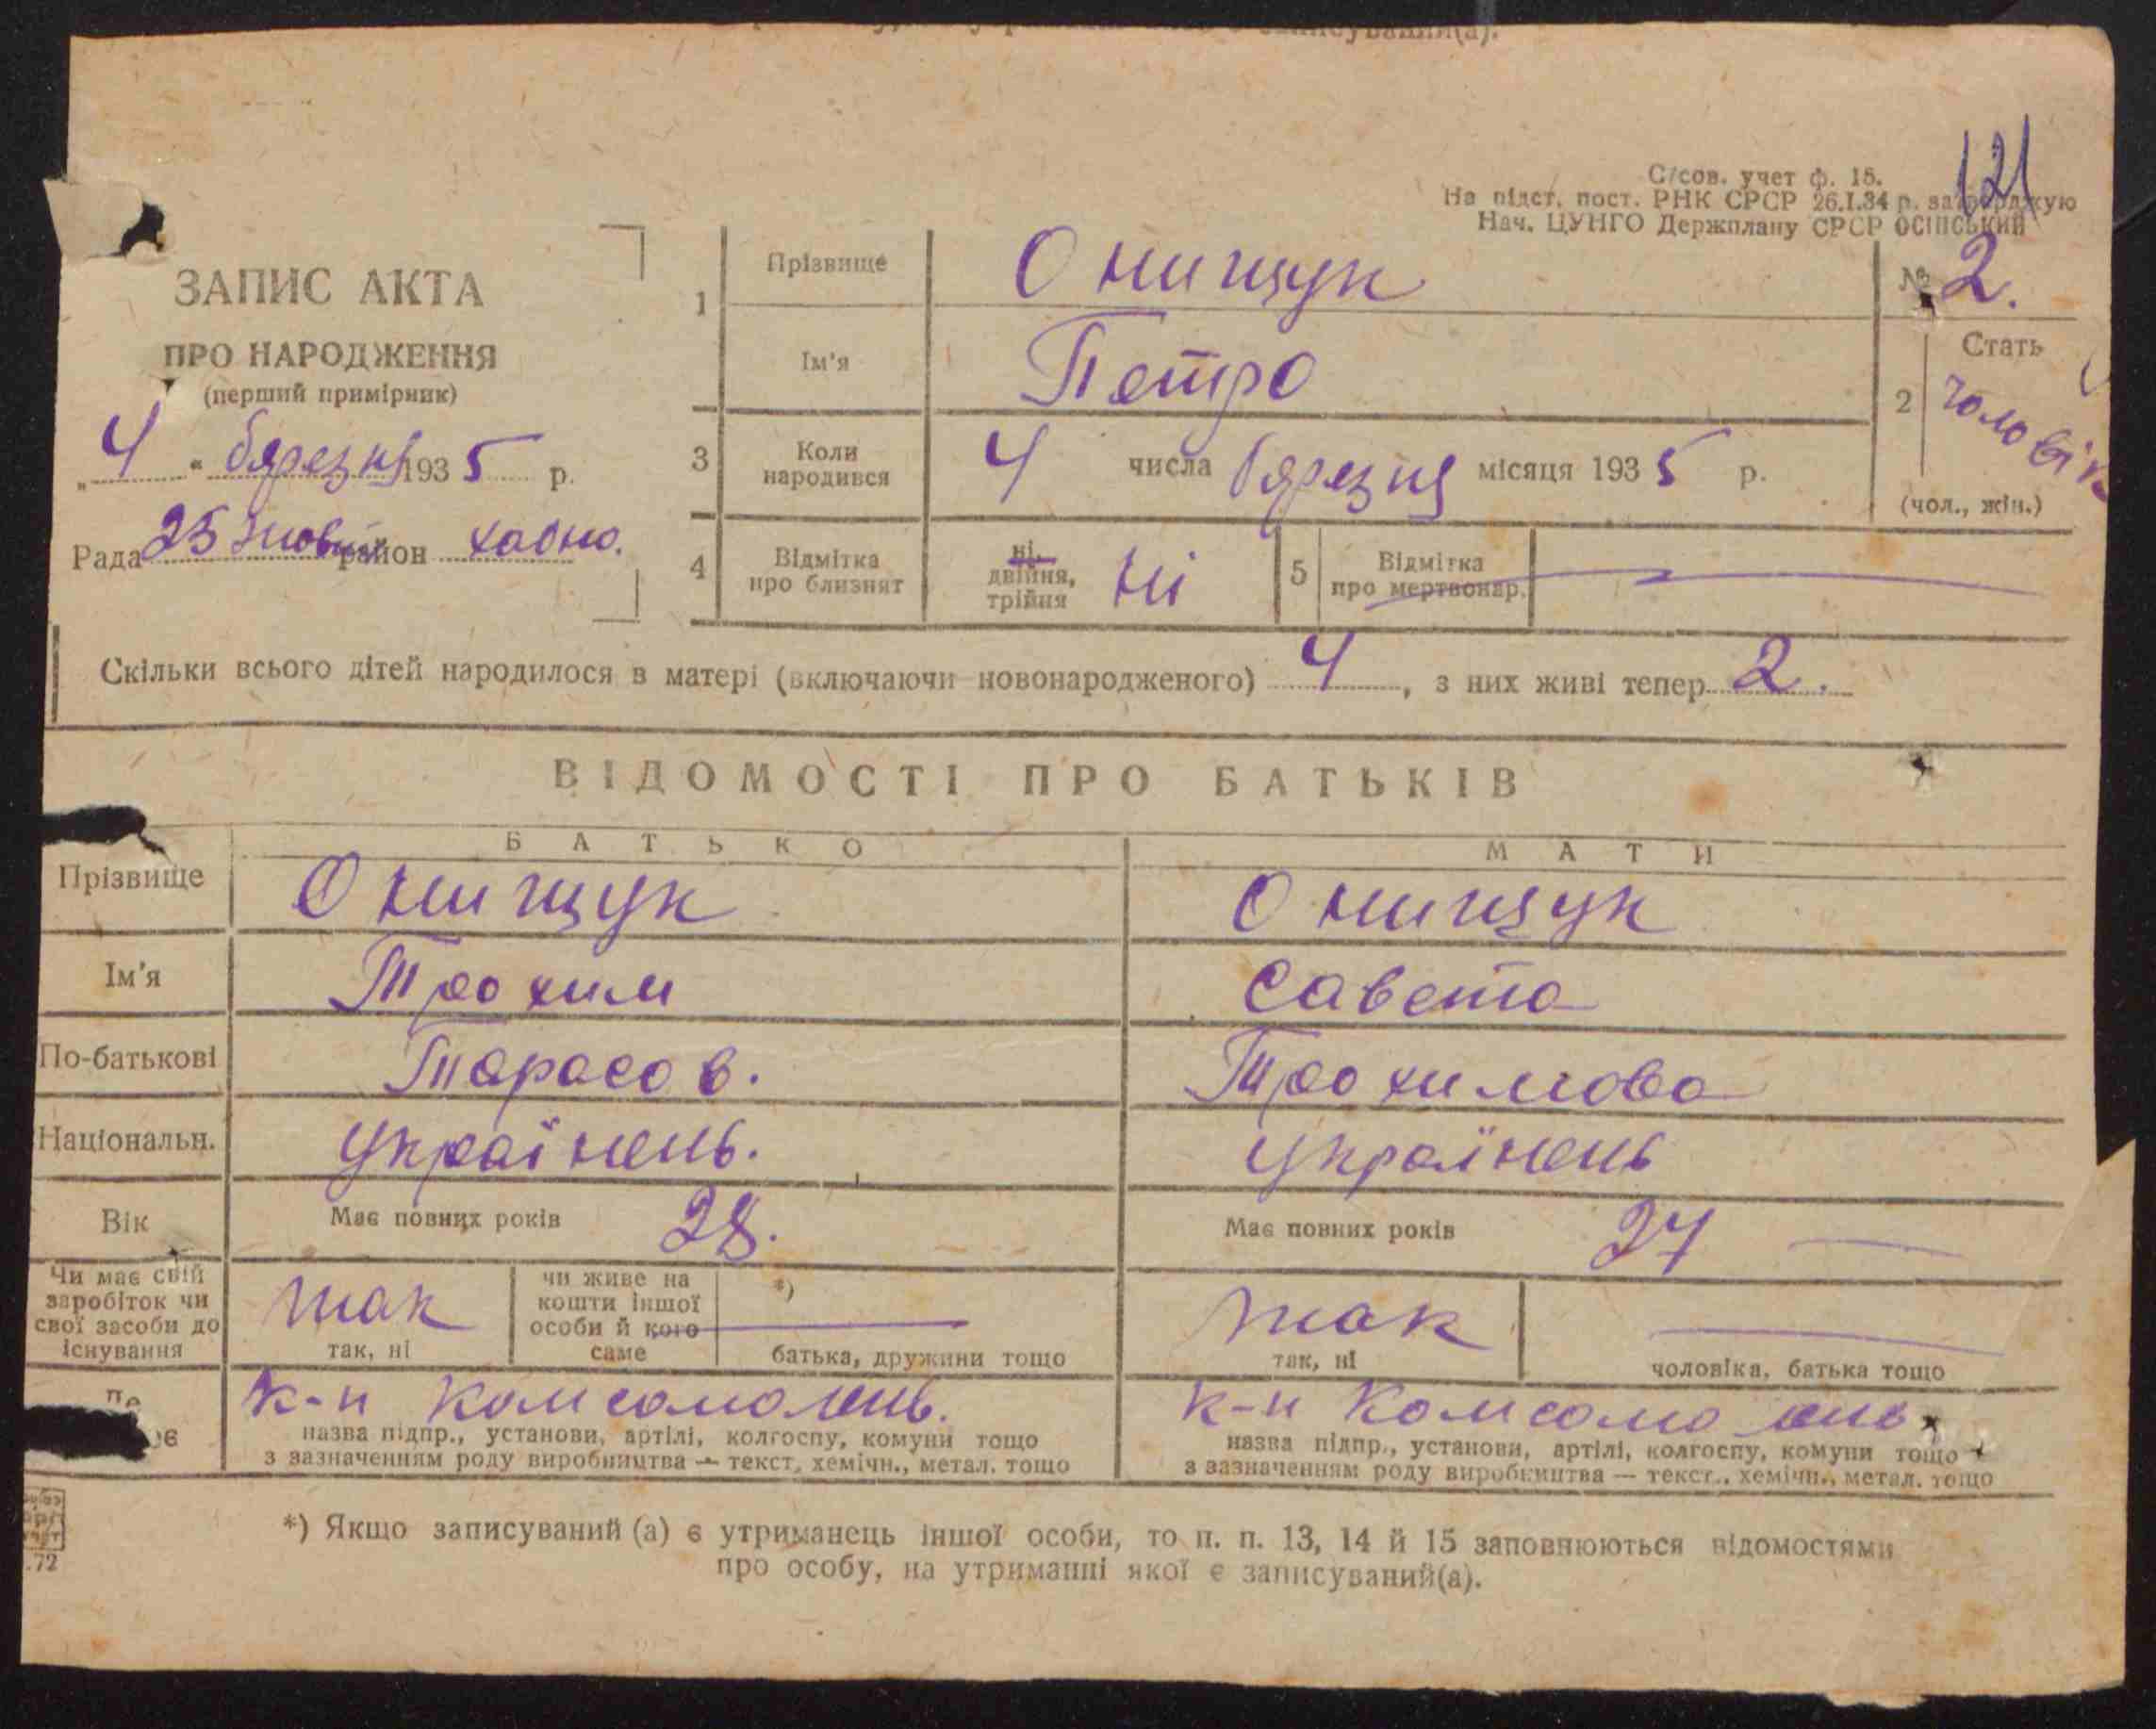 записуваний(а).
121
С/сов. учет ф. 15.
На підст. пост. РНК СРСР 26.I.34 р. затверджую
Нач. ЦУНГО Держплану СРСР ОСІНСЬКИЙ
ЗАПИС АКТА
ПРО НАРОДЖЕННЯ
(перший примірник)
„ 4 " бярезня 1935 р.
Рада 25 жовт район хабно.
1 Прізвище Онищук
№ 2.
Ім'я Петро
2 Стать чоловік
(чол., жін.)
3 Коли народився 4 числа бярезня місяця 1935 р.
4 Відмітка про близнят
ні, двійня, трійня ні
5 Відмітка про мертвонар.
Скільки всього дітей народилося в матері (включаючи новонародженого) 4, з них живі тепер 2.
ВІДОМОСТІ ПРО БАТЬКІВ
БАТЬКО МАТИ
Прізвище Онищук Онищук
Ім'я Трохим Савета
По-батькові Тарасов. Трохимова
Національн. Українець. Українець
Вік Має повних років 28. Має повних років 27
Чи має свій заробіток чи свої засоби до існування
так
так, ні
чи живе на кошти іншої особи й кого саме
*)
батька, дружини тощо
так
так, ні
чоловіка, батька тощо
к-п Комсомолець. к-п Комсомолець
назва підпр., установи, артілі, колгоспу, комуни тощо
з зазначенням роду виробництва — текст, хемічн., метал. тощо
назва підпр., установи, артілі, колгоспу, комуни тощо
з зазначенням роду виробництва — текст., хемічн., метал. тощо
.72
*) Якщо записуваний (а) є утриманець іншої особи, то п. п. 13, 14 й 15 заповнюються відомостями
про особу, на утриманні якої є записуваний(а).